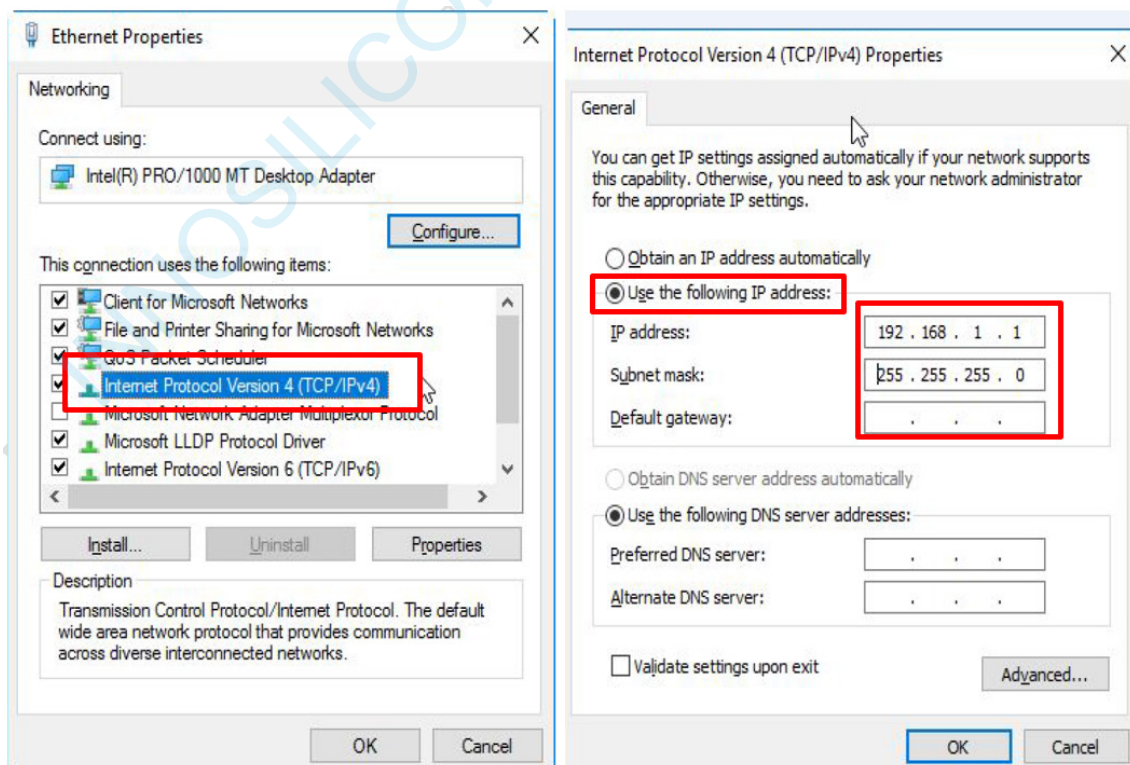 Ethernet Properties
Networking
Connect using:
Intel(R) PRO/1000 MT Desktop Adapter
Configure...
This connection uses the following items:
Client for Microsoft Networks
File and Printer Sharing for Microsoft Networks
QoS Packet Scheduler
Internet Protocol Version 4 (TCP/IPv4)
Microsoft Network Adapter Multiplexor Protocol
Microsoft LLDP Protocol Driver
Internet Protocol Version 6 (TCP/IPv6)
Install... Uninstall Properties
Description
Transmission Control Protocol/Internet Protocol. The default
wide area network protocol that provides communication
across diverse interconnected networks.
OK Cancel
Internet Protocol Version 4 (TCP/IPv4) Properties
General
You can get IP settings assigned automatically if your network supports
this capability. Otherwise, you need to ask your network administrator
for the appropriate IP settings.
Obtain an IP address automatically
Use the following IP address:
IP address: 192 . 168 . 1 . 1
Subnet mask: 255 . 255 . 255 . 0
Default gateway: . . .
Obtain DNS server address automatically
Use the following DNS server addresses:
Preferred DNS server: . . .
Alternate DNS server: . . .
Validate settings upon exit
Advanced...
OK Cancel
INNOSILICON